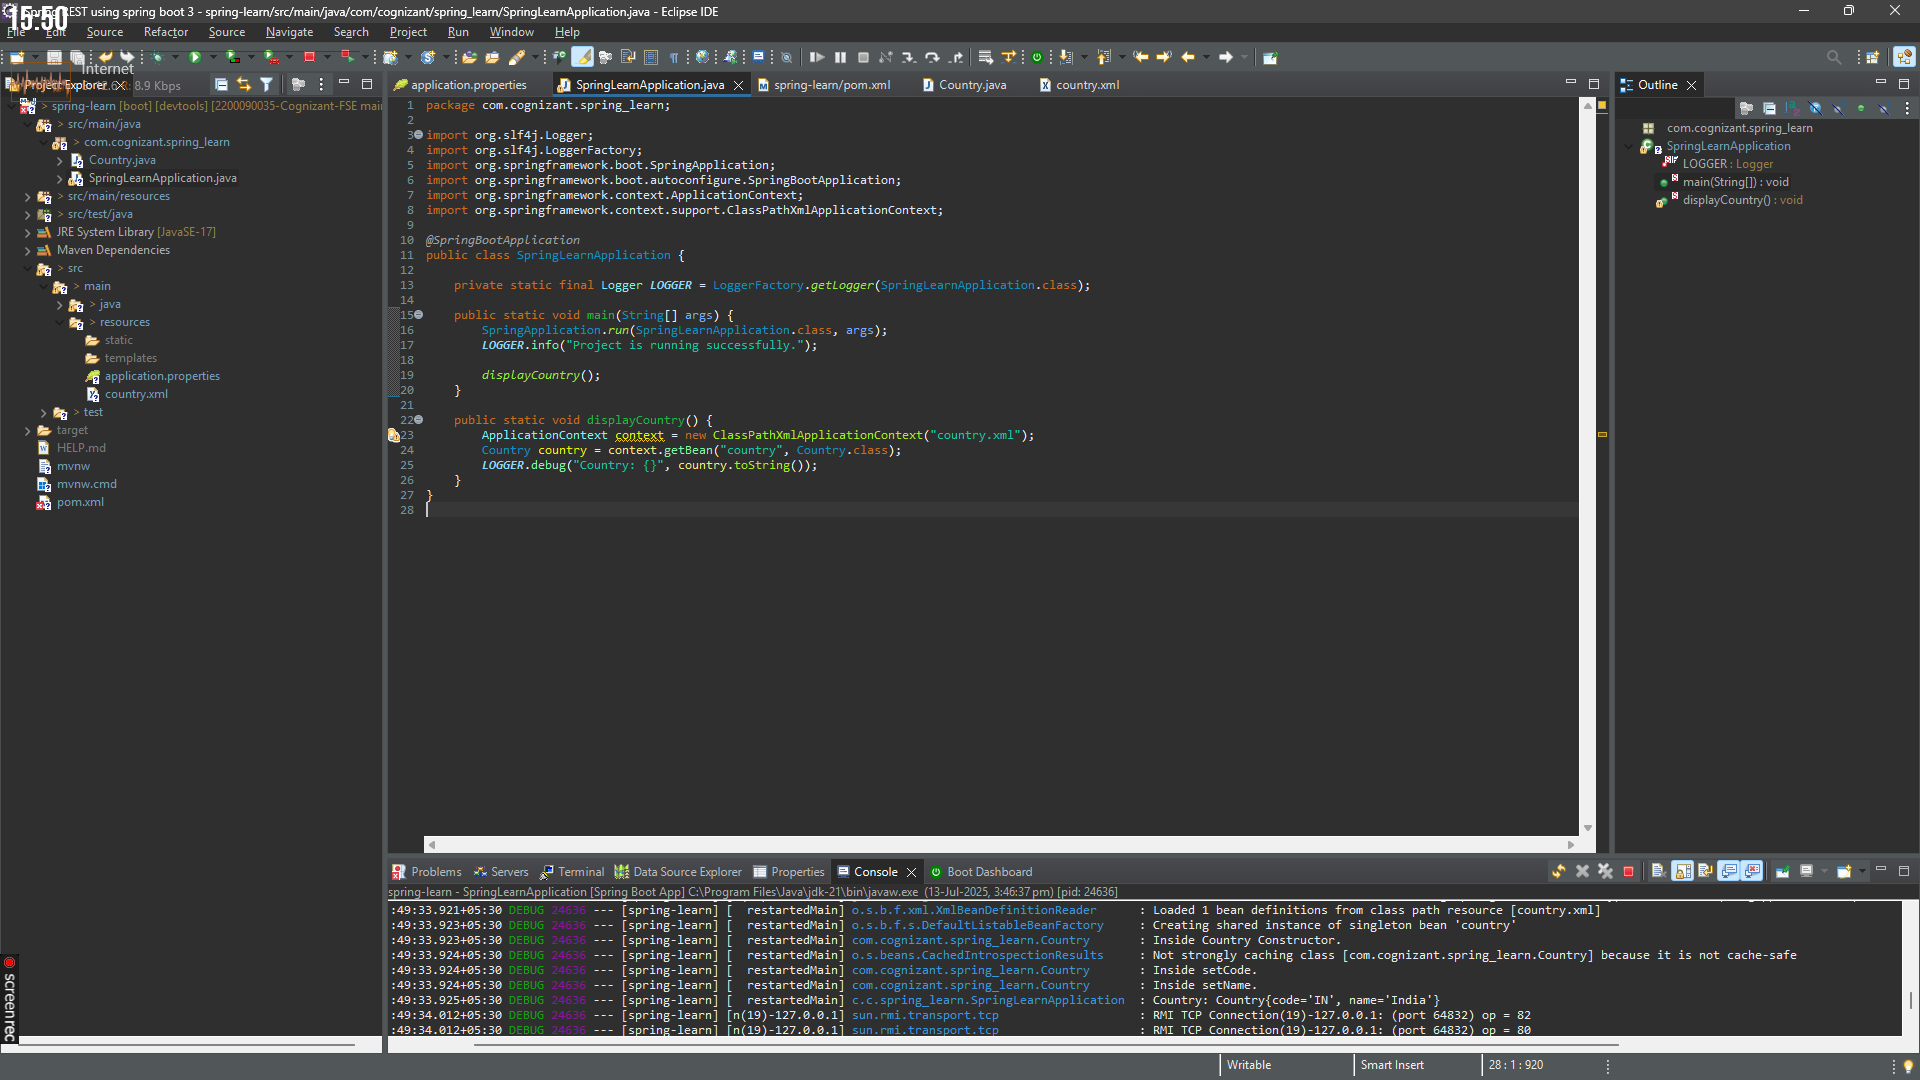 15:50
Spring REST using spring boot 3 - spring-learn/src/main/java/com/cognizant/spring_learn/SpringLearnApplication.java - Eclipse IDE
File Edit Source Refactor Source Navigate Search Project Run Window Help
Internet
Project Explorer 8.9 Kbps
application.properties SpringLearnApplication.java spring-learn/pom.xml Country.java country.xml
Outline
> spring-learn [boot] [devtools] [2200090035-Cognizant-FSE mai
> src/main/java
> com.cognizant.spring_learn
Country.java
SpringLearnApplication.java
> src/main/resources
> src/test/java
JRE System Library [JavaSE-17]
Maven Dependencies
> src
> main
> java
> resources
static
templates
application.properties
country.xml
> test
target
HELP.md
mvnw
mvnw.cmd
pom.xml
1 package com.cognizant.spring_learn;
2
3 import org.slf4j.Logger;
4 import org.slf4j.LoggerFactory;
5 import org.springframework.boot.SpringApplication;
6 import org.springframework.boot.autoconfigure.SpringBootApplication;
7 import org.springframework.context.ApplicationContext;
8 import org.springframework.context.support.ClassPathXmlApplicationContext;
9
10 @SpringBootApplication
11 public class SpringLearnApplication {
12
13 private static final Logger LOGGER = LoggerFactory.getLogger(SpringLearnApplication.class);
14
15 public static void main(String[] args) {
16 SpringApplication.run(SpringLearnApplication.class, args);
17 LOGGER.info("Project is running successfully.");
18
19 displayCountry();
20 }
21
22 public static void displayCountry() {
23 ApplicationContext context = new ClassPathXmlApplicationContext("country.xml");
24 Country country = context.getBean("country", Country.class);
25 LOGGER.debug("Country: {}", country.toString());
26 }
27 }
28
com.cognizant.spring_learn
SpringLearnApplication
LOGGER : Logger
main(String[]) : void
displayCountry() : void
Problems Servers Terminal Data Source Explorer Properties Console Boot Dashboard
spring-learn - SpringLearnApplication [Spring Boot App] C:\Program Files\Java\jdk-21\bin\javaw.exe (13-Jul-2025, 3:46:37 pm) [pid: 24636]
:49:33.921+05:30 DEBUG 24636 --- [spring-learn] [ restartedMain] o.s.b.f.xml.XmlBeanDefinitionReader : Loaded 1 bean definitions from class path resource [country.xml]
:49:33.923+05:30 DEBUG 24636 --- [spring-learn] [ restartedMain] o.s.b.f.s.DefaultListableBeanFactory : Creating shared instance of singleton bean 'country'
:49:33.923+05:30 DEBUG 24636 --- [spring-learn] [ restartedMain] com.cognizant.spring_learn.Country : Inside Country Constructor.
:49:33.924+05:30 DEBUG 24636 --- [spring-learn] [ restartedMain] o.s.beans.CachedIntrospectionResults : Not strongly caching class [com.cognizant.spring_learn.Country] because it is not cache-safe
:49:33.924+05:30 DEBUG 24636 --- [spring-learn] [ restartedMain] com.cognizant.spring_learn.Country : Inside setCode.
:49:33.924+05:30 DEBUG 24636 --- [spring-learn] [ restartedMain] com.cognizant.spring_learn.Country : Inside setName.
:49:33.925+05:30 DEBUG 24636 --- [spring-learn] [ restartedMain] c.c.spring_learn.SpringLearnApplication : Country: Country{code='IN', name='India'}
:49:34.012+05:30 DEBUG 24636 --- [spring-learn] [n(19)-127.0.0.1] sun.rmi.transport.tcp : RMI TCP Connection(19)-127.0.0.1: (port 64832) op = 82
:49:34.012+05:30 DEBUG 24636 --- [spring-learn] [n(19)-127.0.0.1] sun.rmi.transport.tcp : RMI TCP Connection(19)-127.0.0.1: (port 64832) op = 80
screen rec
Writable Smart Insert 28 : 1 : 920